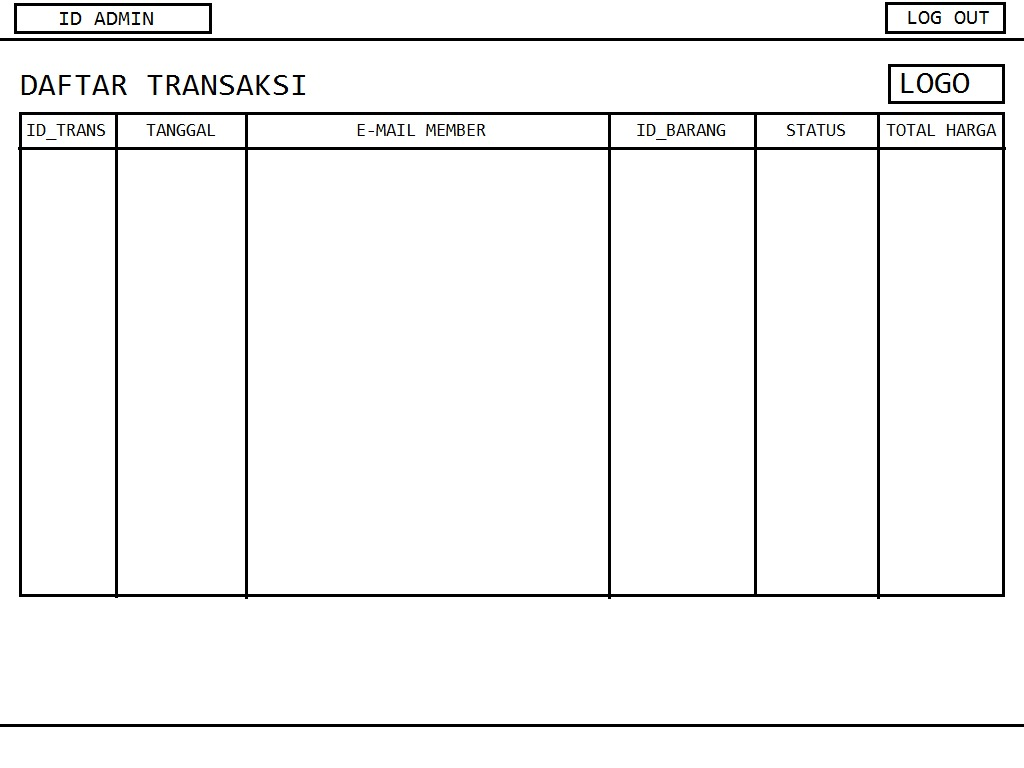 ID ADMIN LOG OUT
DAFTAR TRANSAKSI LOGO
ID_TRANS TANGGAL E-MAIL MEMBER ID_BARANG STATUS TOTAL HARGA